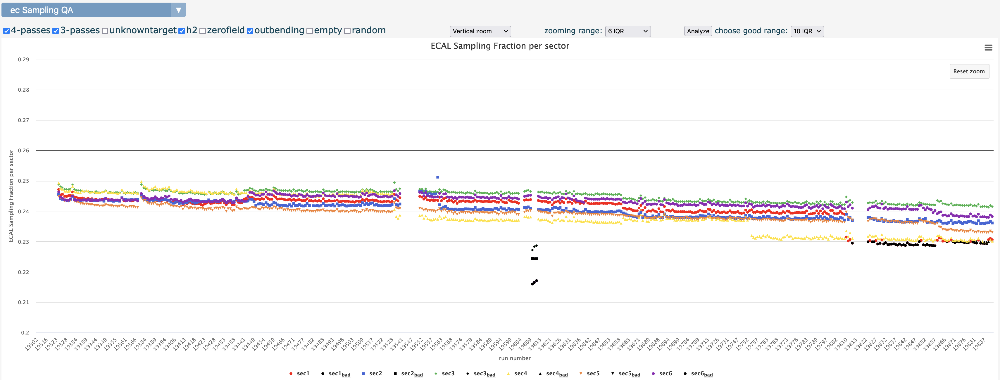 ec Sampling QA ▼
4-passes 3-passes unknowntarget h2 zerofield outbending empty random Vertical zoom zooming range: 6 IQR Analyze choose good range: 10 IQR
ECAL Sampling Fraction per sector
Reset zoom
ECAL Sampling Fraction per sector
0.29
0.28
0.27
0.26
0.25
0.24
0.23
0.22
0.21
0.2
19302 19316 19323 19328 19334 19339 19344 19349 19355 19361 19366 19384 19389 19394 19406 19413 19418 19423 19428 19433 19438 19443 19449 19454 19459 19466 19471 19477 19482 19488 19493 19498 19503 19509 19517 19522 19528 19541 19547 19552 19557 19563 19568 19574 19579 19584 19589 19594 19599 19604 19609 19615 19621 19626 19631 19636 19642 19647 19653 19658 19665 19671 19680 19688 19694 19699 19704 19709 19715 19726 19731 19747 19752 19757 19763 19768 19773 19778 19783 19789 19797 19802 19810 19815 19822 19827 19832 19837 19842 19847 19852 19857 19866 19871 19876 19881 19887
run number
sec1 sec1bad sec2 sec2bad sec3 sec3bad sec4 sec4bad sec5 sec5bad sec6 sec6bad